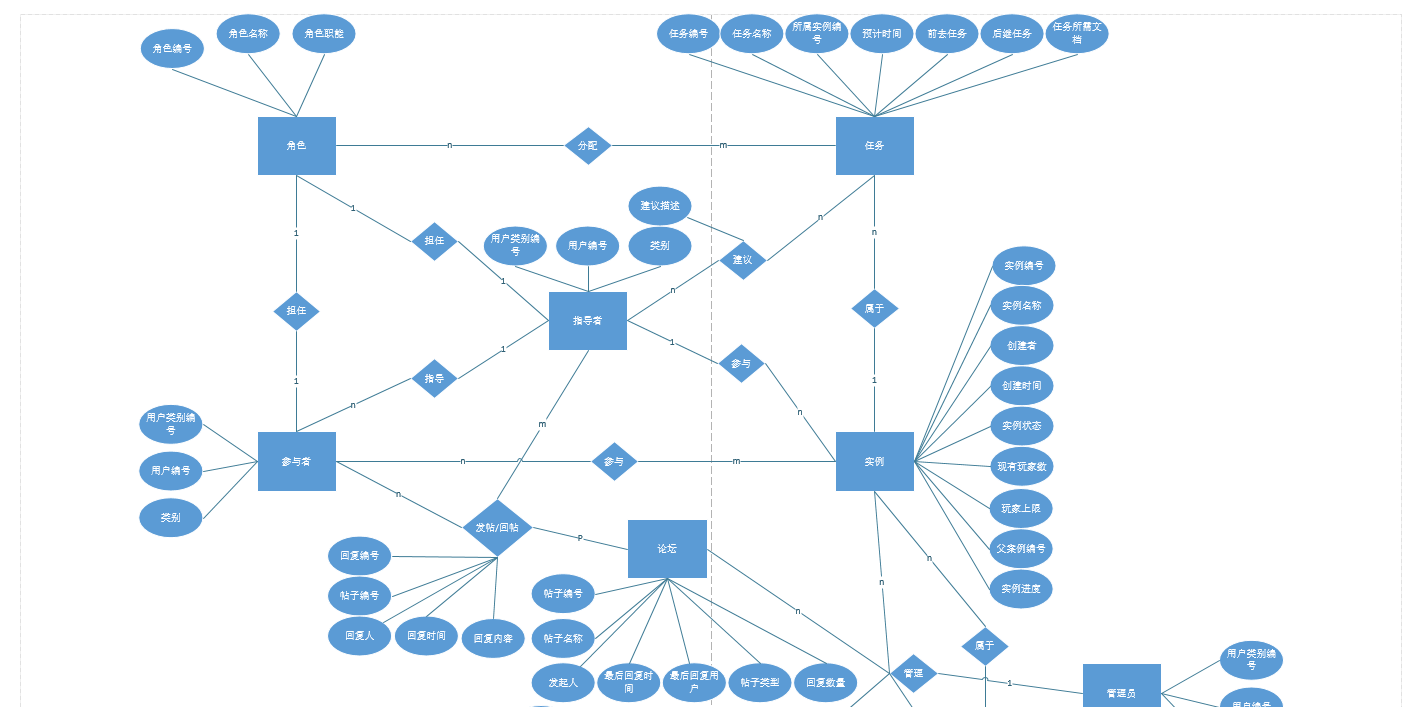 角色编号
角色名称
角色职能
任务编号
任务名称
所属实例编
号
预计时间
前去任务
后继任务
任务所需文
档
角色
n
分配
m
任务
1
担任
1
用户类别编
号
用户编号
类别
建议描述
建议
n
n
指导者
1
担任
1
指导
1
n
1
参与
n
n
属于
1
实例编号
实例名称
创建者
创建时间
实例状态
现有玩家数
玩家上限
父案例编号
实例进度
用户类别编
号
用户编号
类别
参与者
n
参与
m
实例
m
n
发帖/回帖
P
论坛
回复编号
帖子编号
回复人
回复时间
回复内容
帖子编号
帖子名称
发起人
最后回复时
间
最后回复用
户
帖子类型
回复数量
n
n
n
属于
管理
1
管理员
用户类别编
号
用户编号